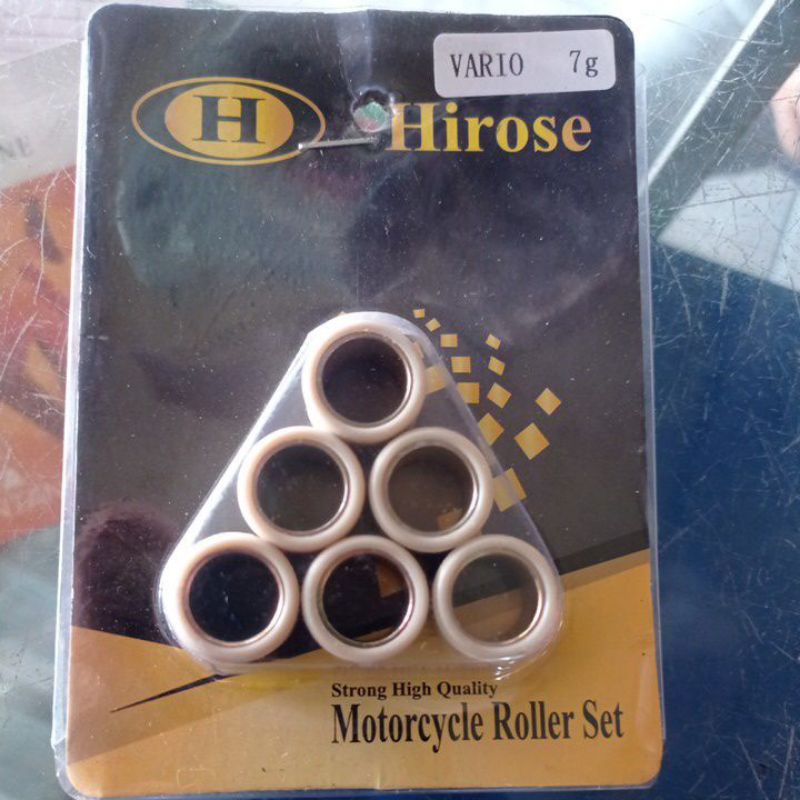 VARIO 7g
H Hirose
Strong High Quality
Motorcycle Roller Set